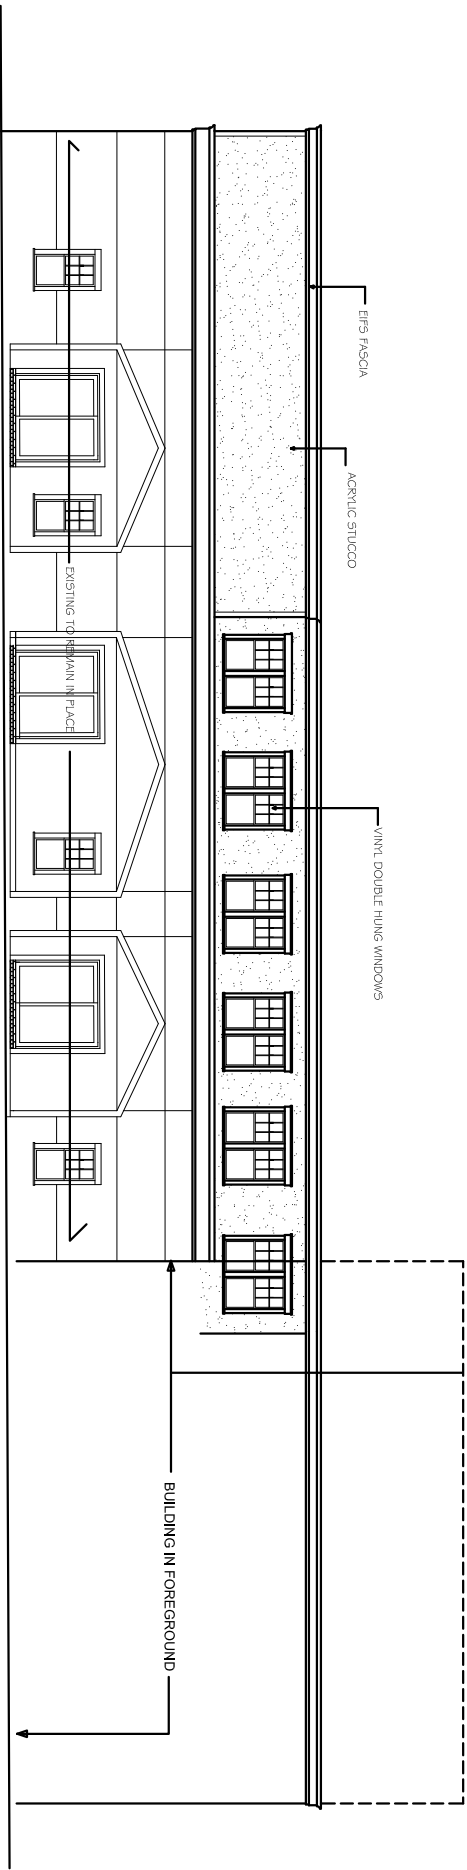 EIFS FASCIA
ACRYLIC STUCCO
VINYL DOUBLE HUNG WINDOWS
EXISTING TO REMAIN IN PLACE
BUILDING IN FOREGROUND